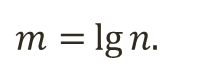 m = lg n.